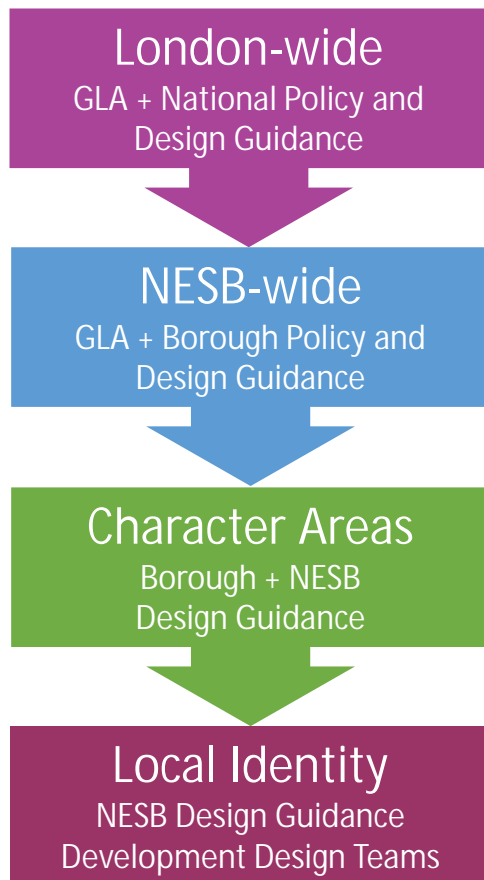 London-wide
GLA + National Policy and
Design Guidance
NESB-wide
GLA + Borough Policy and
Design Guidance
Character Areas
Borough + NESB
Design Guidance
Local Identity
NESB Design Guidance
Development Design Teams